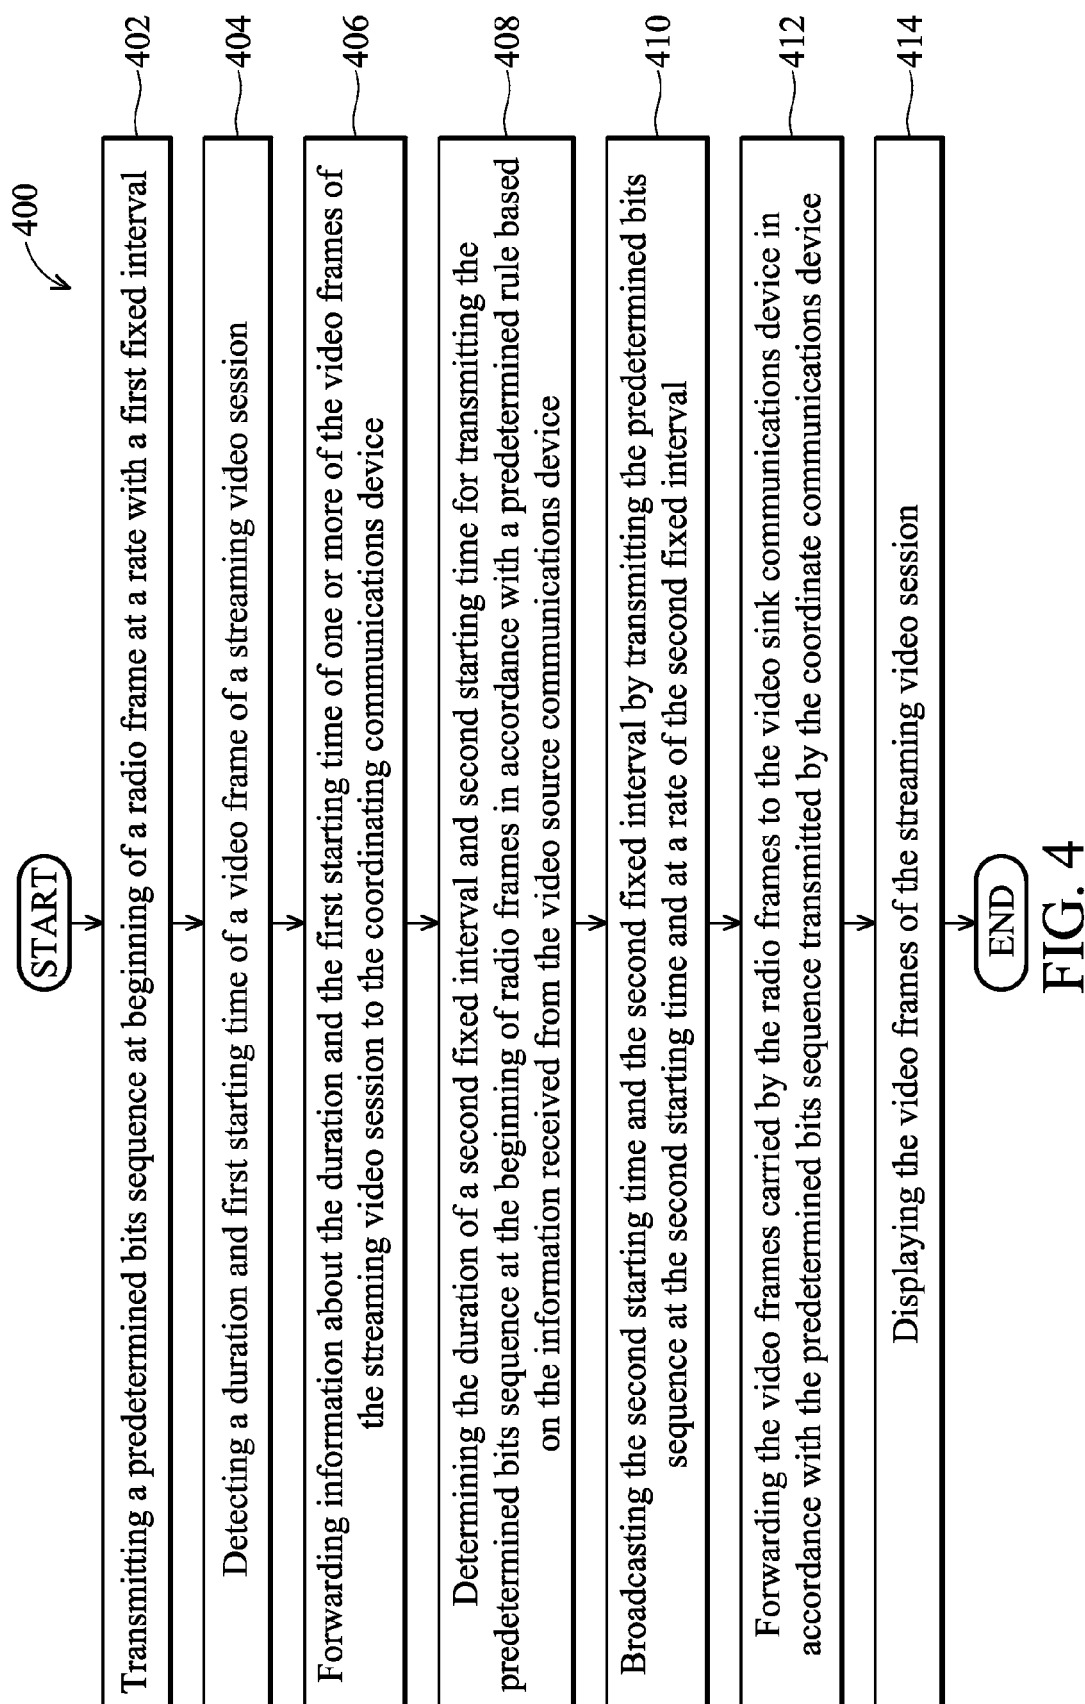 400
START
Transmitting a predetermined bits sequence at beginning of a radio frame at a rate with a first fixed interval
402
Detecting a duration and first starting time of a video frame of a streaming video session
404
Forwarding information about the duration and the first starting time of one or more of the video frames of
the streaming video session to the coordinating communications device
406
Determining the duration of a second fixed interval and second starting time for transmitting the
predetermined bits sequence at the beginning of radio frames in accordance with a predetermined rule based
on the information received from the video source communications device
408
Broadcasting the second starting time and the second fixed interval by transmitting the predetermined bits
sequence at the second starting time and at a rate of the second fixed interval
410
Forwarding the video frames carried by the radio frames to the video sink communications device in
accordance with the predetermined bits sequence transmitted by the coordinate communications device
412
Displaying the video frames of the streaming video session
414
END
FIG. 4